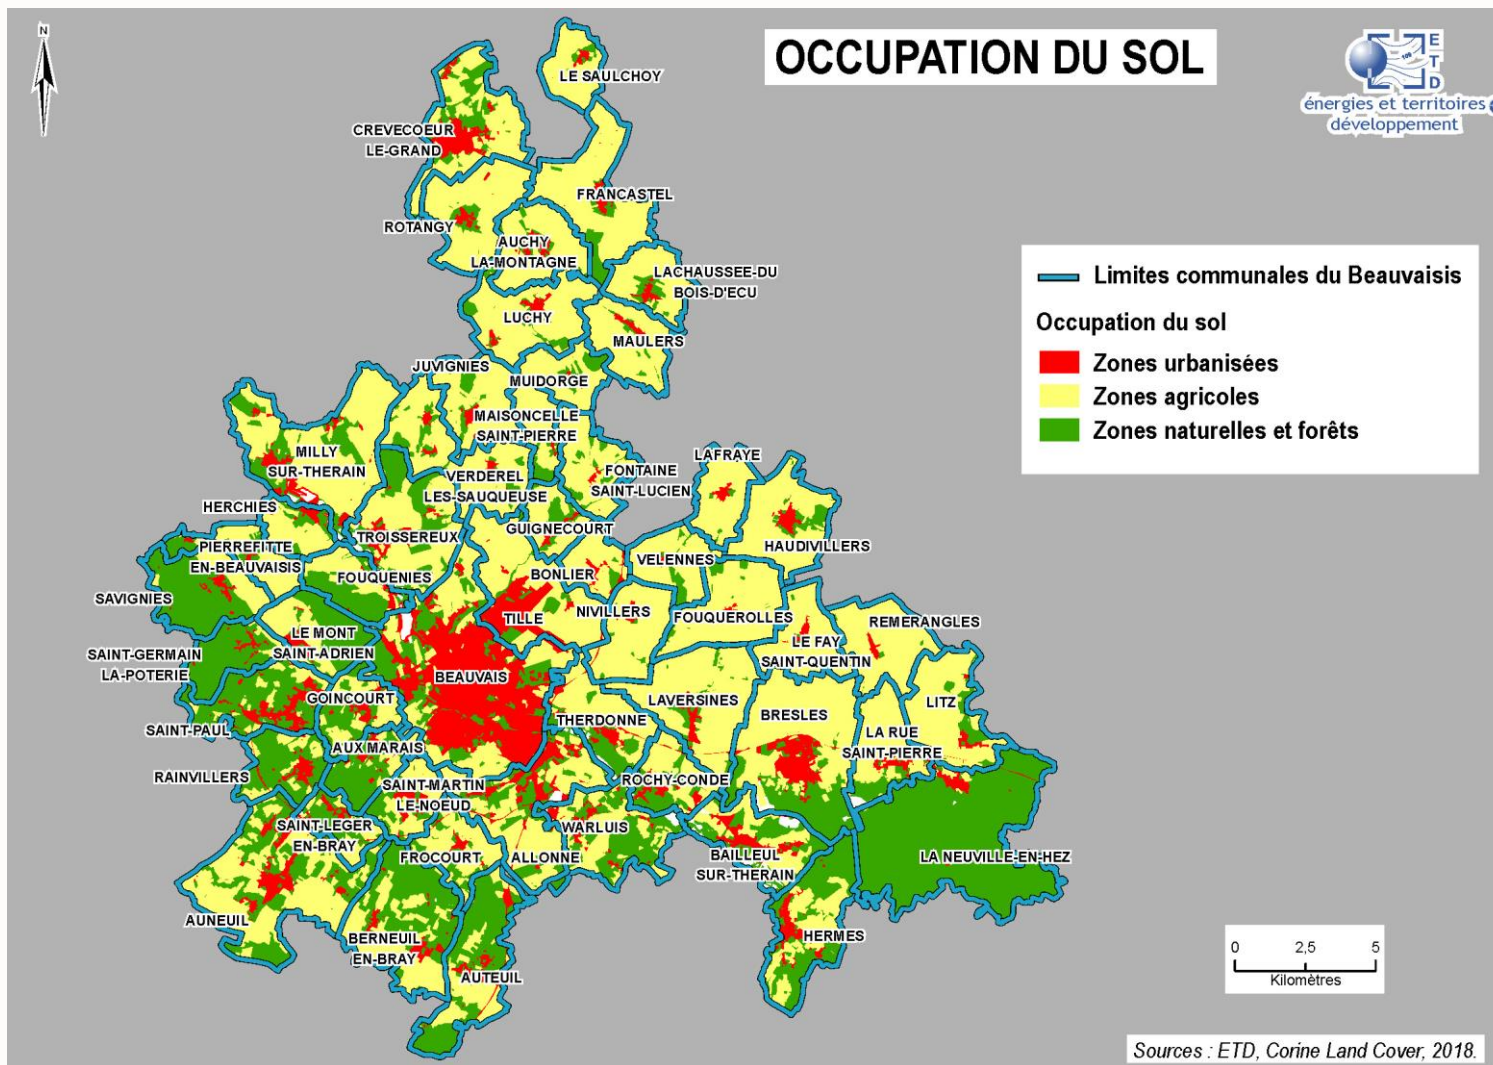 N
OCCUPATION DU SOL
E
T
D
énergies et territoires
développement
LE SAULCHOY
CREVECOEUR
LE-GRAND
FRANCASTEL
ROTANGY
AUCHY
LA-MONTAGNE
LACHAUSSEE-DU
BOIS-D'ECU
LUCHY
MAULERS
JUVIGNIES
MUIDORGE
MAISONCELLE
SAINT-PIERRE
MILLY
SUR-THERAIN
LAFRAYE
VERDEREL
LES-SAUQUEUSE
FONTAINE
SAINT-LUCIEN
HERCHIES
TROISSEREUX
GUIGNECOURT
HAUDIVILLERS
PIERREFITTE
EN-BEAUVAISIS
VELENNES
FOUQUENIES
BONLIER
SAVIGNIES
TILLE
NIVILLERS
FOUQUEROLLES
REMERANGLES
LE MONT
SAINT-ADRIEN
LE FAY
SAINT-QUENTIN
SAINT-GERMAIN
LA-POTERIE
BEAUVAIS
GOINCOURT
LAVERSINES
LITZ
BRESLES
SAINT-PAUL
THERDONNE
LA RUE
SAINT-PIERRE
AUX MARAIS
RAINVILLERS
SAINT-MARTIN
LE-NOEUD
ROCHY-CONDE
SAINT-LEGER
EN-BRAY
WARLUIS
FROCOURT
ALLONNE
BAILLEUL
SUR-THERAIN
LA NEUVILLE-EN-HEZ
AUNEUIL
HERMES
BERNEUIL
EN-BRAY
AUTEUIL
Limites communales du Beauvaisis
Occupation du sol
Zones urbanisées
Zones agricoles
Zones naturelles et forêts
0 2,5 5
Kilomètres
Sources : ETD, Corine Land Cover, 2018.